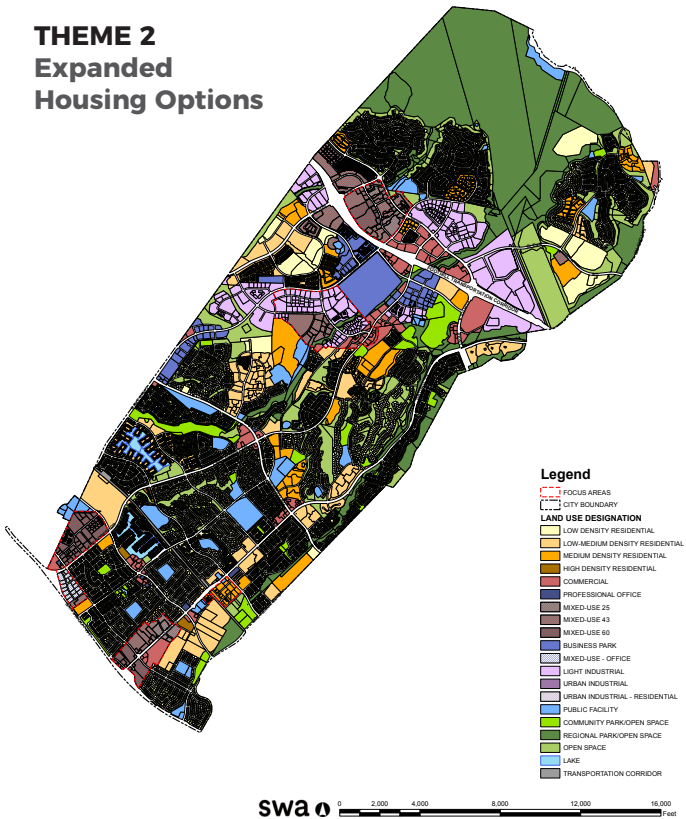 THEME 2
Expanded
Housing Options
FOOTHILL TRANSPORTATION CORRIDOR
Legend
FOCUS AREAS
CITY BOUNDARY
LAND USE DESIGNATION
LOW DENSITY RESIDENTIAL
LOW-MEDIUM DENSITY RESIDENTIAL
MEDIUM DENSITY RESIDENTIAL
HIGH DENSITY RESIDENTIAL
COMMERCIAL
PROFESSIONAL OFFICE
MIXED-USE 25
MIXED-USE 43
MIXED-USE 60
BUSINESS PARK
MIXED-USE - OFFICE
LIGHT INDUSTRIAL
URBAN INDUSTRIAL
URBAN INDUSTRIAL - RESIDENTIAL
PUBLIC FACILITY
COMMUNITY PARK/OPEN SPACE
REGIONAL PARK/OPEN SPACE
OPEN SPACE
LAKE
TRANSPORTATION CORRIDOR
swa
0 2,000 4,000 8,000 12,000 16,000
Feet